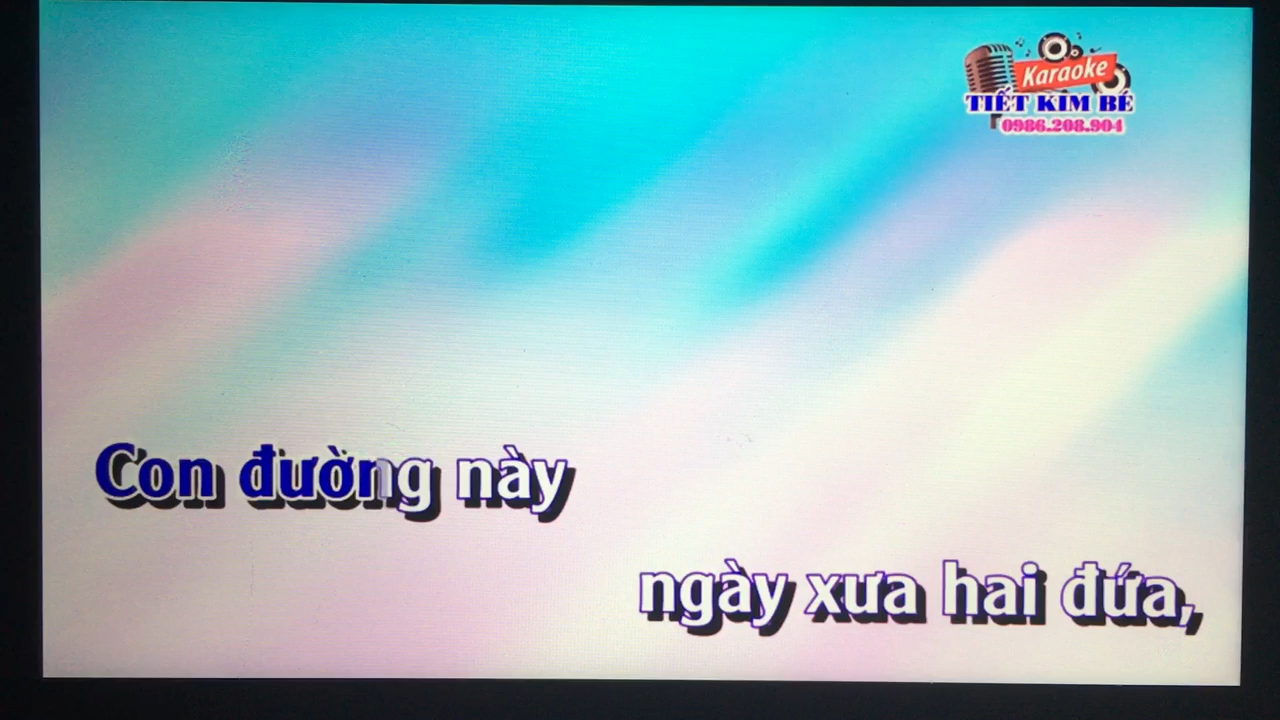 Karaoke
TIẾT KIM BÉ
0986.208.904
Con đường này
ngày xưa hai đứa,